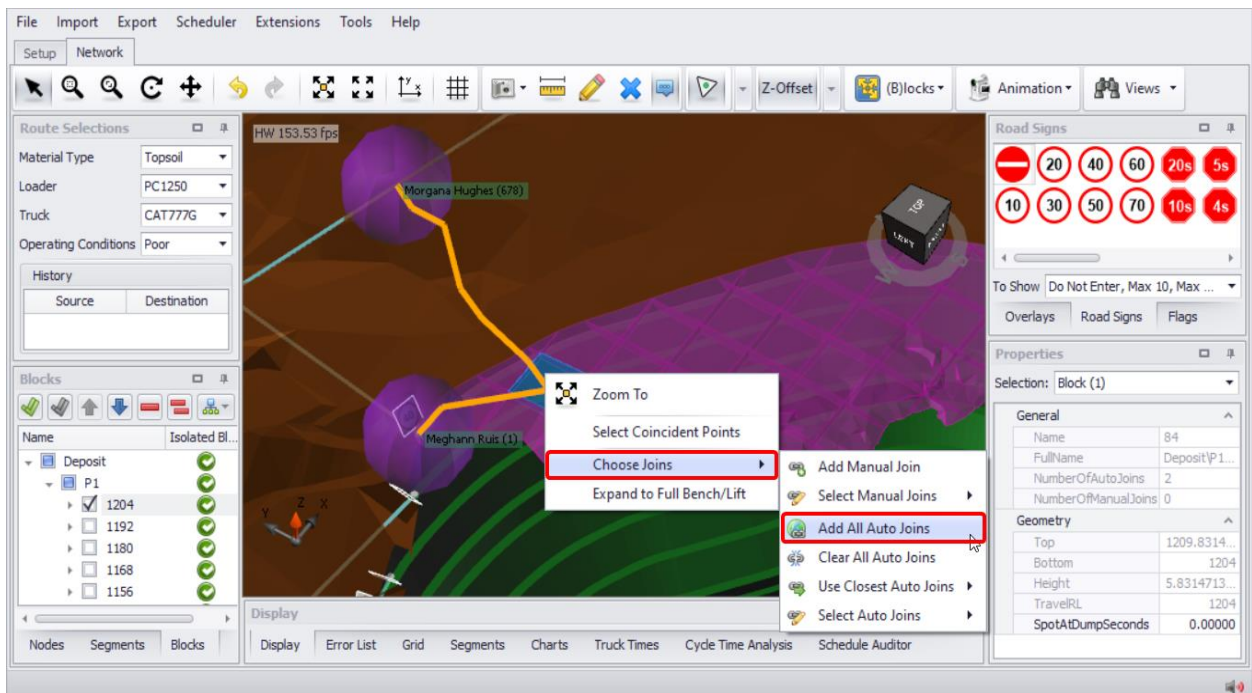 File Import Export Scheduler Extensions Tools Help
Setup Network
Z-Offset (B)locks Animation Views
Route Selections
Material Type Topsoil
Loader PC1250
Truck CAT777G
Operating Conditions Poor
History
Source Destination
Blocks
Name Isolated Bl...
Deposit
P1
1204
1192
1180
1168
1156
Nodes Segments Blocks
HW 153.53 fps
Morgana Hughes (678)
Meghann Ruis (1)
TOP
LEFT
Z
Y X
Zoom To
Select Coincident Points
Choose Joins
Expand to Full Bench/Lift
Add Manual Join
Select Manual Joins
Add All Auto Joins
Clear All Auto Joins
Use Closest Auto Joins
Select Auto Joins
Display
Display Error List Grid Segments Charts Truck Times Cycle Time Analysis Schedule Auditor
Road Signs
20 40 60 20s 5s
10 30 50 70 10s 4s
To Show Do Not Enter, Max 10, Max ...
Overlays Road Signs Flags
Properties
Selection: Block (1)
General
Name 84
FullName Deposit\P1...
NumberOfAutoJoins 2
NumberOfManualJoins 0
Geometry
Top 1209.8314...
Bottom 1204
Height 5.8314713...
TravelRL 1204
SpotAtDumpSeconds 0.00000